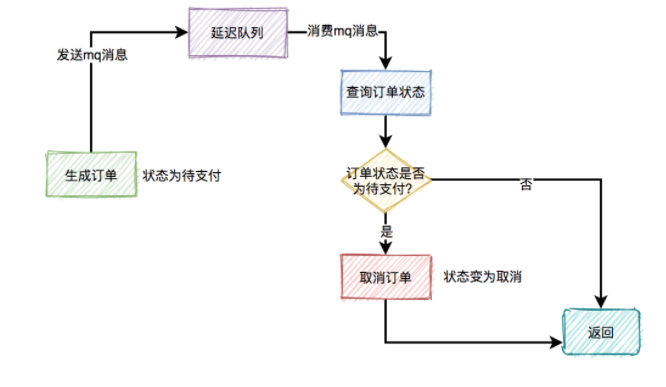 延迟队列
消费mq消息
发送mq消息
查询订单状态
生成订单
状态为待支付
订单状态是否
为待支付?
否
是
取消订单
状态变为取消
返回